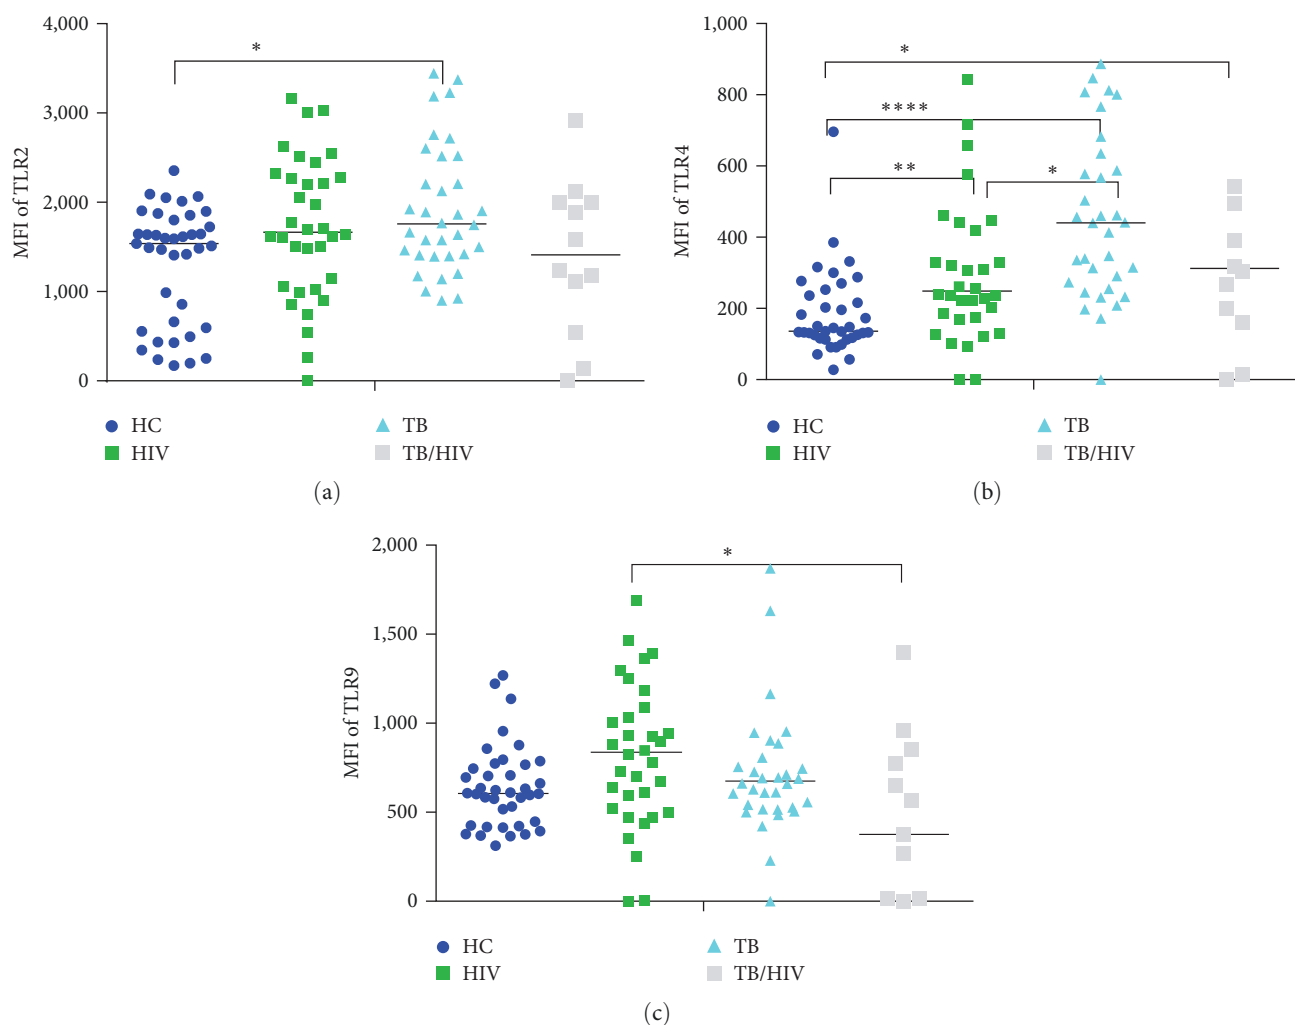 4,000
3,000
2,000
1,000
0
MFI of TLR2
*
HC
HIV
TB
TB/HIV
(a)
1,000
800
600
400
200
0
MFI of TLR4
*
****
**
*
HC
HIV
TB
TB/HIV
(b)
2,000
1,500
1,000
500
0
MFI of TLR9
*
HC
HIV
TB
TB/HIV
(c)